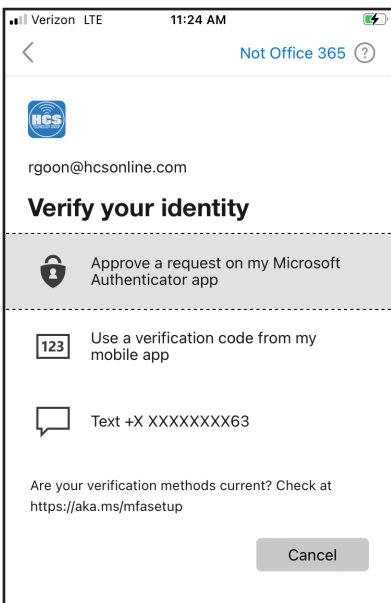 Verizon LTE 11:24 AM
Not Office 365 ?
HCS
rgoon@hcsonline.com
Verify your identity
Approve a request on my Microsoft
Authenticator app
123
Use a verification code from my
mobile app
Text +X XXXXXXXX63
Are your verification methods current? Check at
https://aka.ms/mfasetup
Cancel